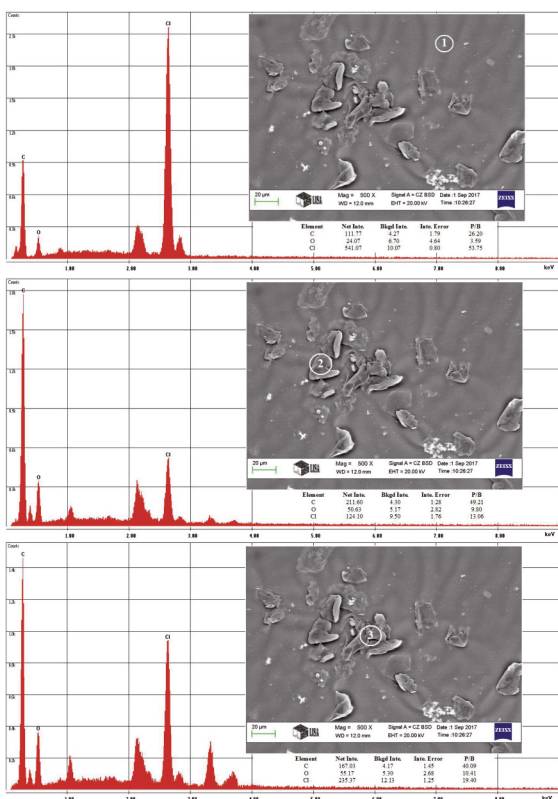 Counts
Cl
C
O
1
20 µm
LISA
Mag = 500 X
WD = 12.0 mm
Signal A = CZ BSD
EHT = 20.00 kV
Date :1 Sep 2017
Time :10:26:27
ZEISS
Element Net Inte. Bkgd Inte. Inte. Error P/B
C 111.77 4.27 1.79 26.20
O 24.07 6.70 4.64 3.59
Cl 541.07 10.07 0.80 53.75
1.00 2.00 3.00 4.00 5.00 6.00 7.00 8.00 keV
Counts
C
O
Cl
2
20 µm
LISA
Mag = 500 X
WD = 12.0 mm
Signal A = CZ BSD
EHT = 20.00 kV
Date :1 Sep 2017
Time :10:26:27
ZEISS
Element Net Inte. Bkgd Inte. Inte. Error P/B
C 211.60 4.30 1.28 49.21
O 50.63 5.17 2.82 9.80
Cl 124.10 9.50 1.76 13.06
1.00 2.00 3.00 4.00 5.00 6.00 7.00 8.00 keV
Counts
C
Cl
O
3
20 µm
LISA
Mag = 500 X
WD = 12.0 mm
Signal A = CZ BSD
EHT = 20.00 kV
Date :1 Sep 2017
Time :10:26:27
ZEISS
Element Net Inte. Bkgd Inte. Inte. Error P/B
C 167.03 4.17 1.45 40.09
O 55.17 5.30 2.68 10.41
Cl 235.37 12.13 1.25 19.40
1.00 2.00 3.00 4.00 5.00 6.00 7.00 8.00 keV